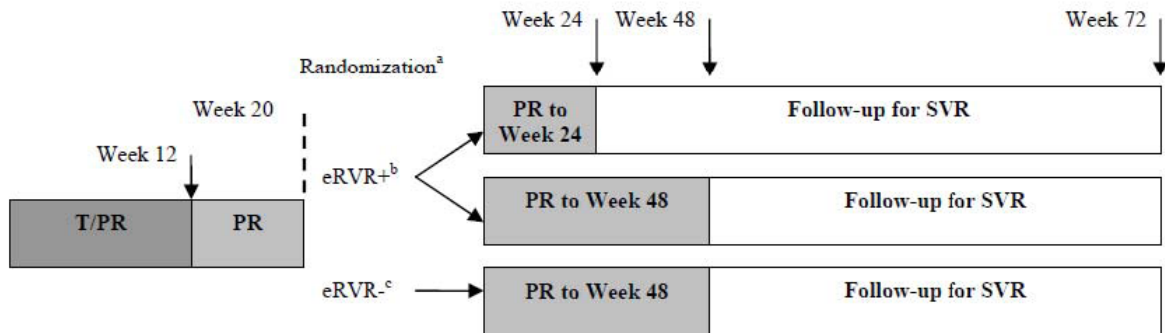 Week 24
Week 48
Week 72
Randomizationᵃ
Week 20
PR to
Week 24
Follow-up for SVR
Week 12
eRVR+ᵇ
PR to Week 48
Follow-up for SVR
T/PR
PR
eRVR-ᶜ
PR to Week 48
Follow-up for SVR